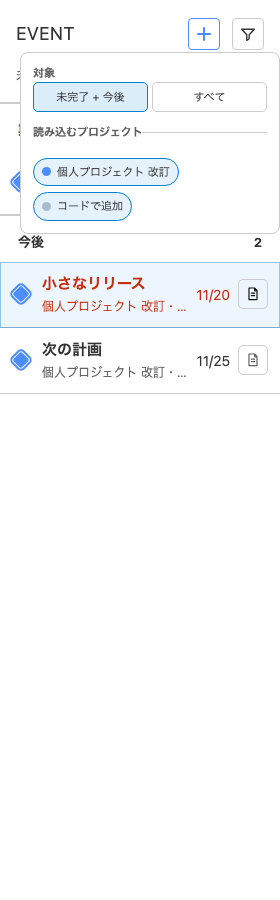 EVENT
対象
未完了 + 今後
すべて
読み込むプロジェクト
個人プロジェクト 改訂
コードで追加
今後
2
小さなリリース
個人プロジェクト 改訂・...
11/20
次の計画
個人プロジェクト 改訂・...
11/25